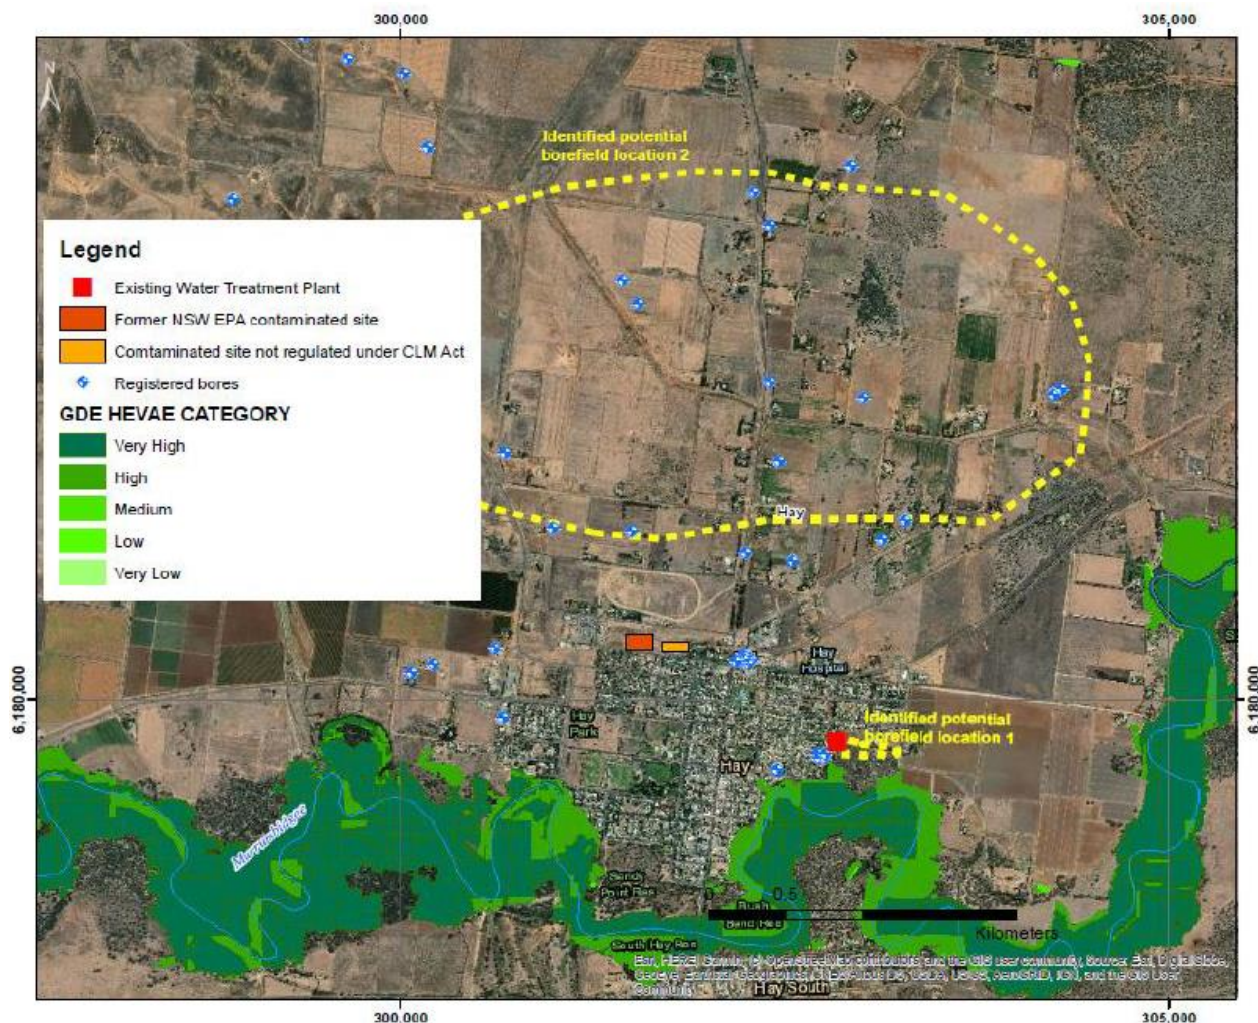 300,000
305,000
N
Identified potential
borefield location 2
Legend
Existing Water Treatment Plant
Former NSW EPA contaminated site
Comtaminated site not regulated under CLM Act
Registered bores
GDE HEVAE CATEGORY
Very High
High
Medium
Low
Very Low
Hay
6,180,000
6,180,000
Hay
Hospital
Hay
Park
Identified potential
borefield location 1
Hay
Murrumbidgee
Sandy
Point Res
0
0.5
Bush
Bend Res
Kilometers
South Hay Res
Hay South
Community
300,000
305,000